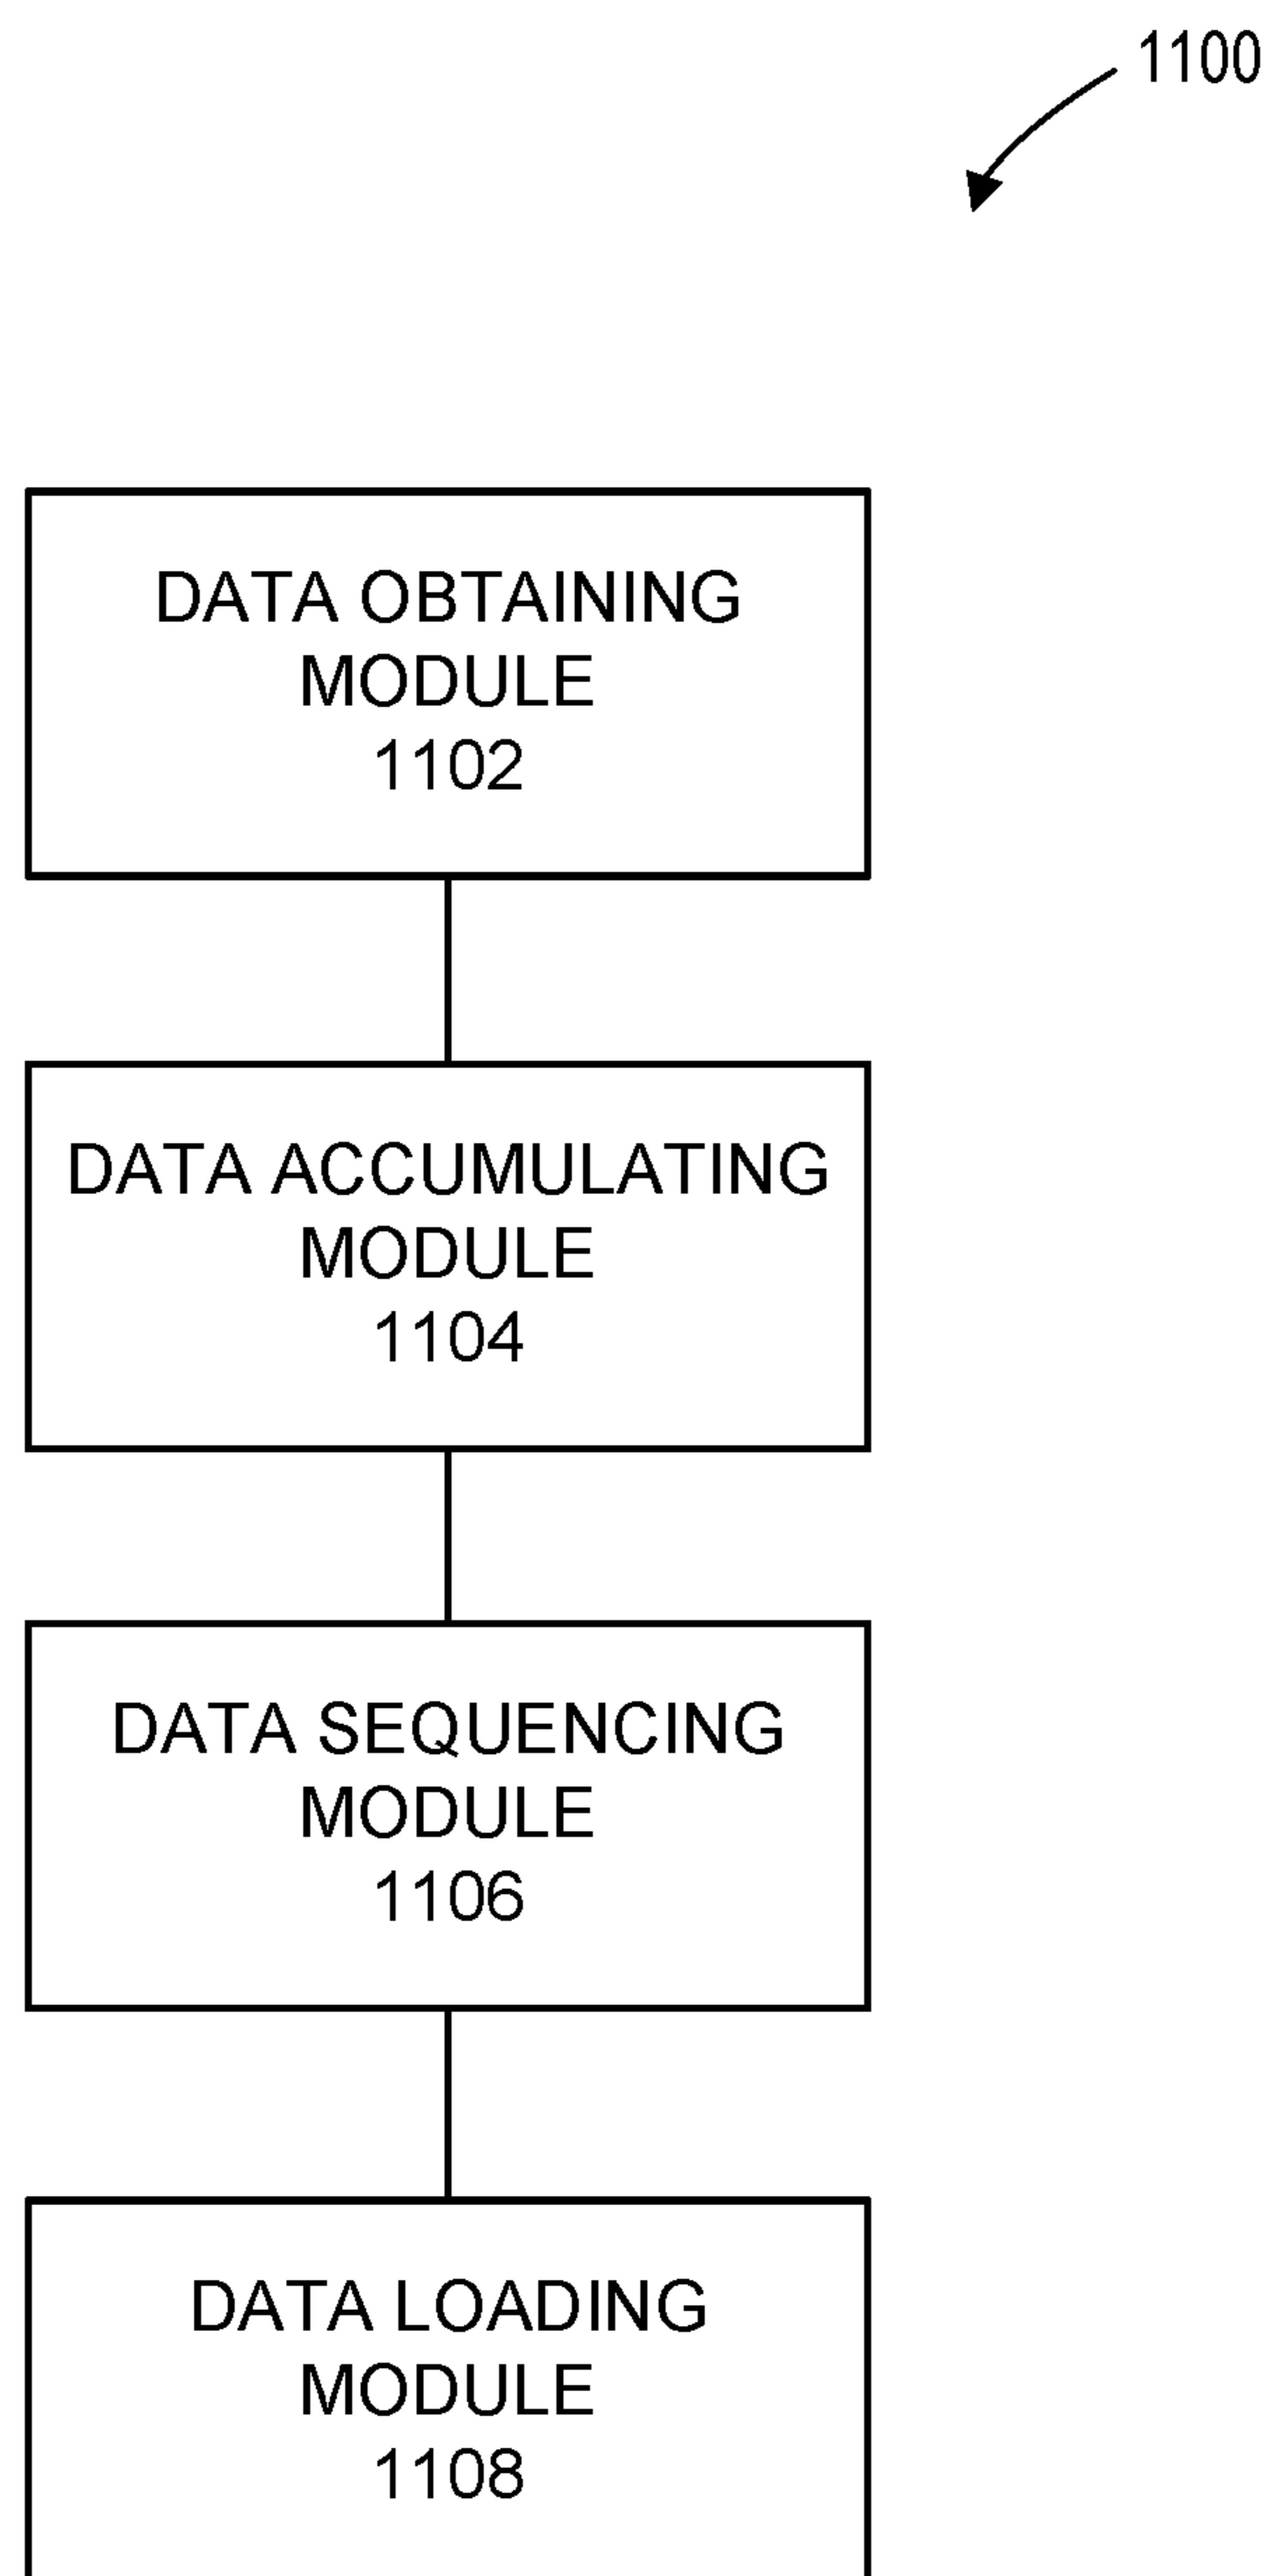 1100
DATA OBTAINING
MODULE
1102
DATA ACCUMULATING
MODULE
1104
DATA SEQUENCING
MODULE
1106
DATA LOADING
MODULE
1108